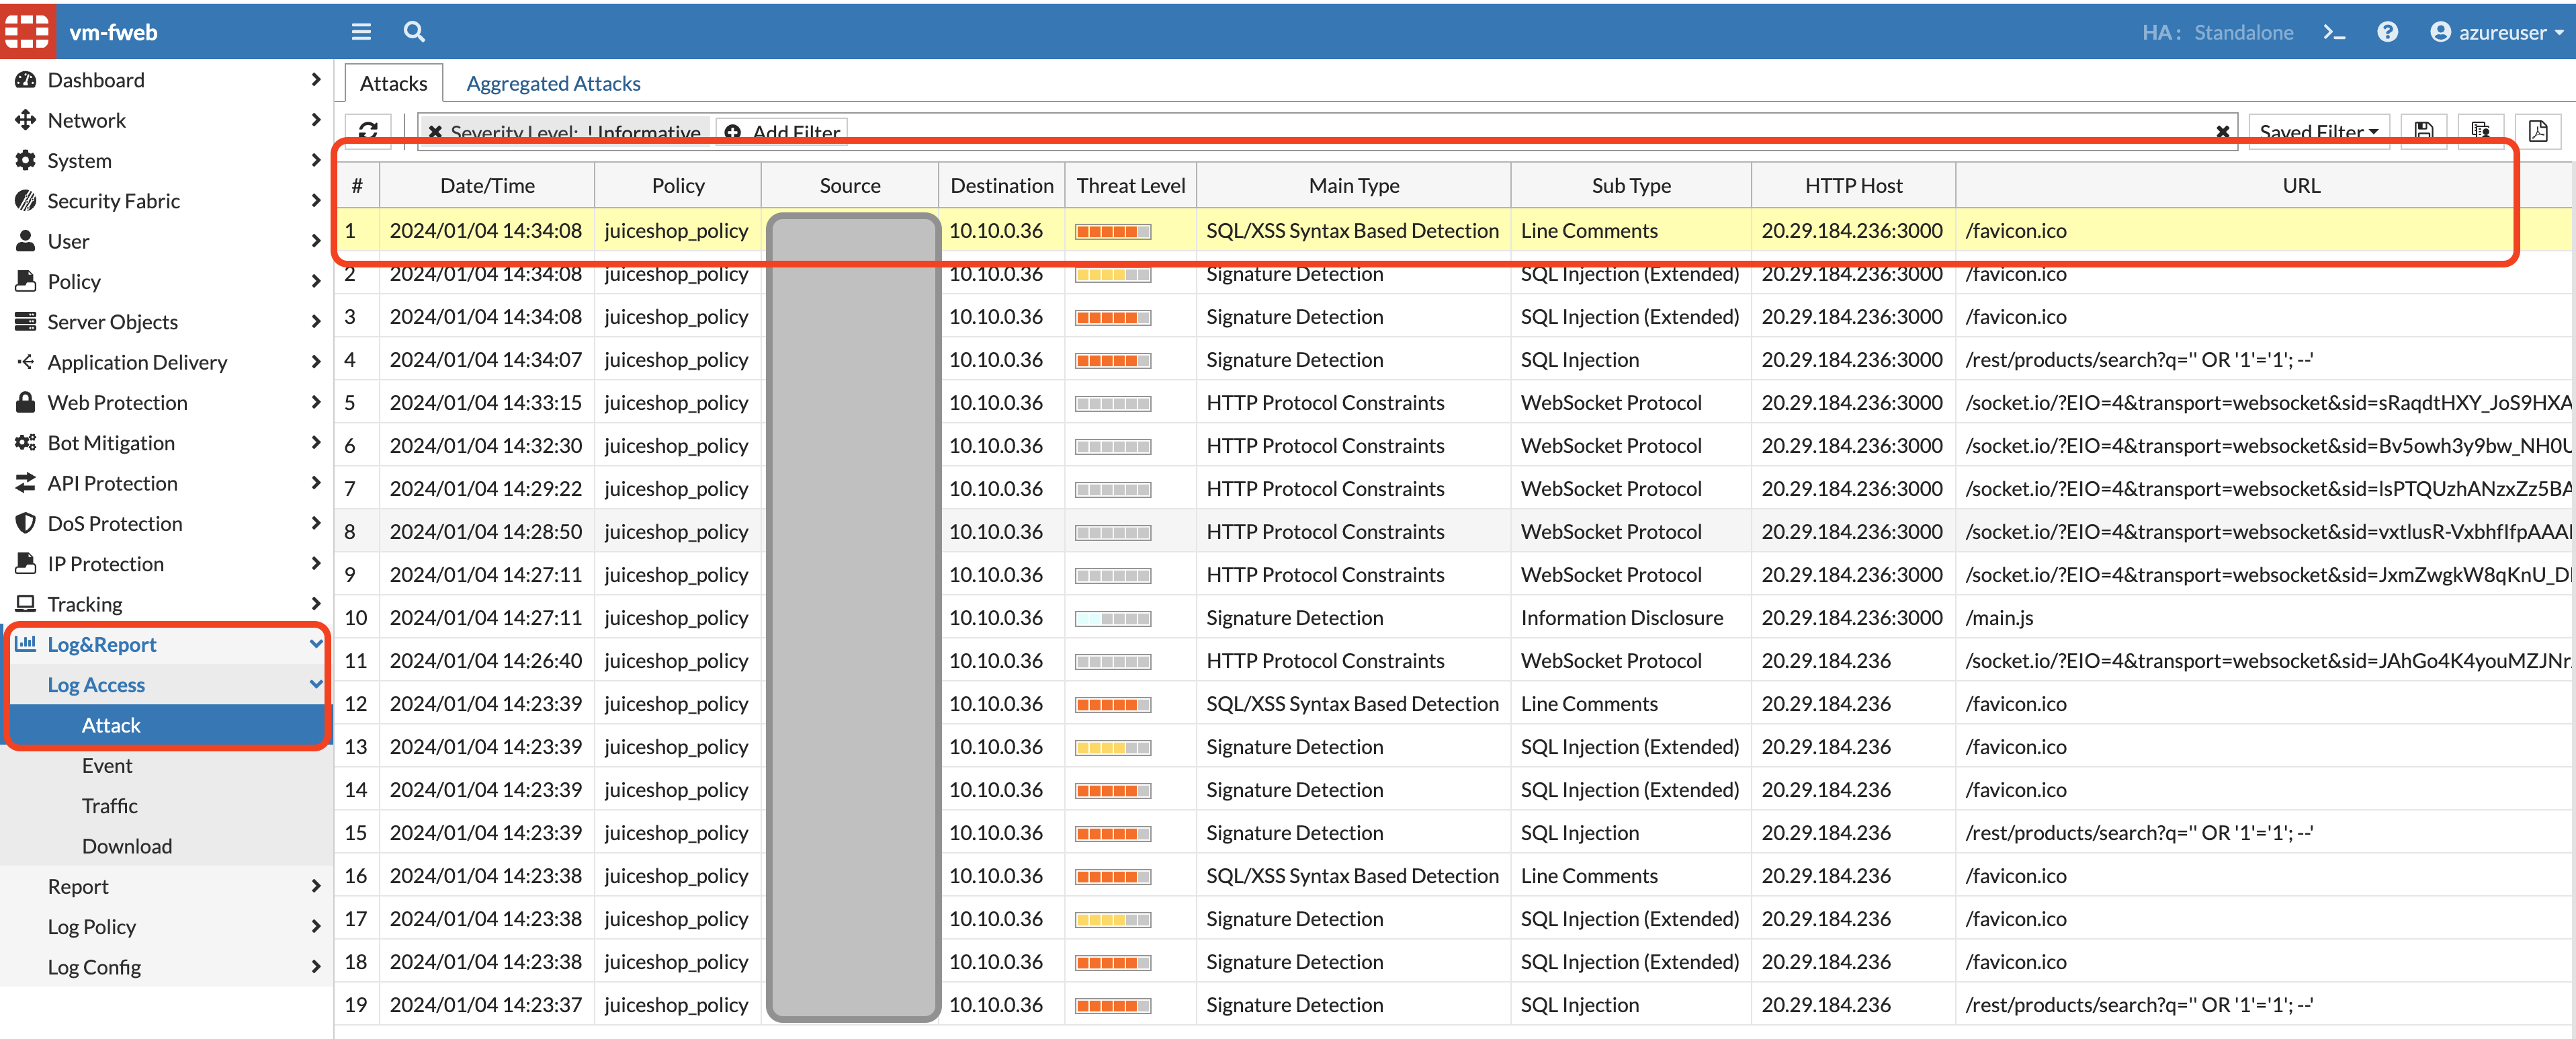 vm-fweb
HA: Standalone
azureuser
Dashboard
Network
System
Security Fabric
User
Policy
Server Objects
Application Delivery
Web Protection
Bot Mitigation
API Protection
DoS Protection
IP Protection
Tracking
Log&Report
Log Access
Attack
Event
Traffic
Download
Report
Log Policy
Log Config
Attacks Aggregated Attacks
Severity Level: ! Informative Add Filter Saved Filter
# Date/Time Policy Source Destination Threat Level Main Type Sub Type HTTP Host URL
1 2024/01/04 14:34:08 juiceshop_policy 10.10.0.36 SQL/XSS Syntax Based Detection Line Comments 20.29.184.236:3000 /favicon.ico
2 2024/01/04 14:34:08 juiceshop_policy 10.10.0.36 Signature Detection SQL Injection (Extended) 20.29.184.236:3000 /favicon.ico
3 2024/01/04 14:34:08 juiceshop_policy 10.10.0.36 Signature Detection SQL Injection (Extended) 20.29.184.236:3000 /favicon.ico
4 2024/01/04 14:34:07 juiceshop_policy 10.10.0.36 Signature Detection SQL Injection 20.29.184.236:3000 /rest/products/search?q='' OR '1'='1'; --'
5 2024/01/04 14:33:15 juiceshop_policy 10.10.0.36 HTTP Protocol Constraints WebSocket Protocol 20.29.184.236:3000 /socket.io/?EIO=4&transport=websocket&sid=sRaqdtHXY_JoS9HXA
6 2024/01/04 14:32:30 juiceshop_policy 10.10.0.36 HTTP Protocol Constraints WebSocket Protocol 20.29.184.236:3000 /socket.io/?EIO=4&transport=websocket&sid=Bv5owh3y9bw_NH0U
7 2024/01/04 14:29:22 juiceshop_policy 10.10.0.36 HTTP Protocol Constraints WebSocket Protocol 20.29.184.236:3000 /socket.io/?EIO=4&transport=websocket&sid=lsPTQUzhANzxZz5BA
8 2024/01/04 14:28:50 juiceshop_policy 10.10.0.36 HTTP Protocol Constraints WebSocket Protocol 20.29.184.236:3000 /socket.io/?EIO=4&transport=websocket&sid=vxtlusR-VxbhfIfpAAA
9 2024/01/04 14:27:11 juiceshop_policy 10.10.0.36 HTTP Protocol Constraints WebSocket Protocol 20.29.184.236:3000 /socket.io/?EIO=4&transport=websocket&sid=JxmZwgkW8qKnU_D
10 2024/01/04 14:27:11 juiceshop_policy 10.10.0.36 Signature Detection Information Disclosure 20.29.184.236:3000 /main.js
11 2024/01/04 14:26:40 juiceshop_policy 10.10.0.36 HTTP Protocol Constraints WebSocket Protocol 20.29.184.236 /socket.io/?EIO=4&transport=websocket&sid=JAhGo4K4youMZJNr
12 2024/01/04 14:23:39 juiceshop_policy 10.10.0.36 SQL/XSS Syntax Based Detection Line Comments 20.29.184.236 /favicon.ico
13 2024/01/04 14:23:39 juiceshop_policy 10.10.0.36 Signature Detection SQL Injection (Extended) 20.29.184.236 /favicon.ico
14 2024/01/04 14:23:39 juiceshop_policy 10.10.0.36 Signature Detection SQL Injection (Extended) 20.29.184.236 /favicon.ico
15 2024/01/04 14:23:39 juiceshop_policy 10.10.0.36 Signature Detection SQL Injection 20.29.184.236 /rest/products/search?q='' OR '1'='1'; --'
16 2024/01/04 14:23:38 juiceshop_policy 10.10.0.36 SQL/XSS Syntax Based Detection Line Comments 20.29.184.236 /favicon.ico
17 2024/01/04 14:23:38 juiceshop_policy 10.10.0.36 Signature Detection SQL Injection (Extended) 20.29.184.236 /favicon.ico
18 2024/01/04 14:23:38 juiceshop_policy 10.10.0.36 Signature Detection SQL Injection (Extended) 20.29.184.236 /favicon.ico
19 2024/01/04 14:23:37 juiceshop_policy 10.10.0.36 Signature Detection SQL Injection 20.29.184.236 /rest/products/search?q='' OR '1'='1'; --'